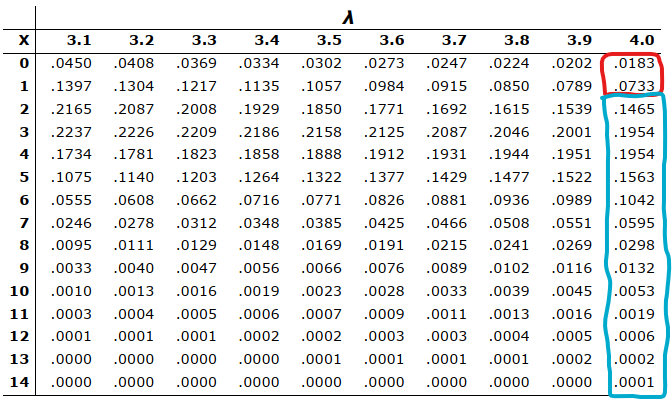 λ
X 3.1 3.2 3.3 3.4 3.5 3.6 3.7 3.8 3.9 4.0
0 .0450 .0408 .0369 .0334 .0302 .0273 .0247 .0224 .0202 .0183
1 .1397 .1304 .1217 .1135 .1057 .0984 .0915 .0850 .0789 .0733
2 .2165 .2087 .2008 .1929 .1850 .1771 .1692 .1615 .1539 .1465
3 .2237 .2226 .2209 .2186 .2158 .2125 .2087 .2046 .2001 .1954
4 .1734 .1781 .1823 .1858 .1888 .1912 .1931 .1944 .1951 .1954
5 .1075 .1140 .1203 .1264 .1322 .1377 .1429 .1477 .1522 .1563
6 .0555 .0608 .0662 .0716 .0771 .0826 .0881 .0936 .0989 .1042
7 .0246 .0278 .0312 .0348 .0385 .0425 .0466 .0508 .0551 .0595
8 .0095 .0111 .0129 .0148 .0169 .0191 .0215 .0241 .0269 .0298
9 .0033 .0040 .0047 .0056 .0066 .0076 .0089 .0102 .0116 .0132
10 .0010 .0013 .0016 .0019 .0023 .0028 .0033 .0039 .0045 .0053
11 .0003 .0004 .0005 .0006 .0007 .0009 .0011 .0013 .0016 .0019
12 .0001 .0001 .0001 .0002 .0002 .0003 .0003 .0004 .0005 .0006
13 .0000 .0000 .0000 .0000 .0001 .0001 .0001 .0001 .0002 .0002
14 .0000 .0000 .0000 .0000 .0000 .0000 .0000 .0000 .0000 .0001